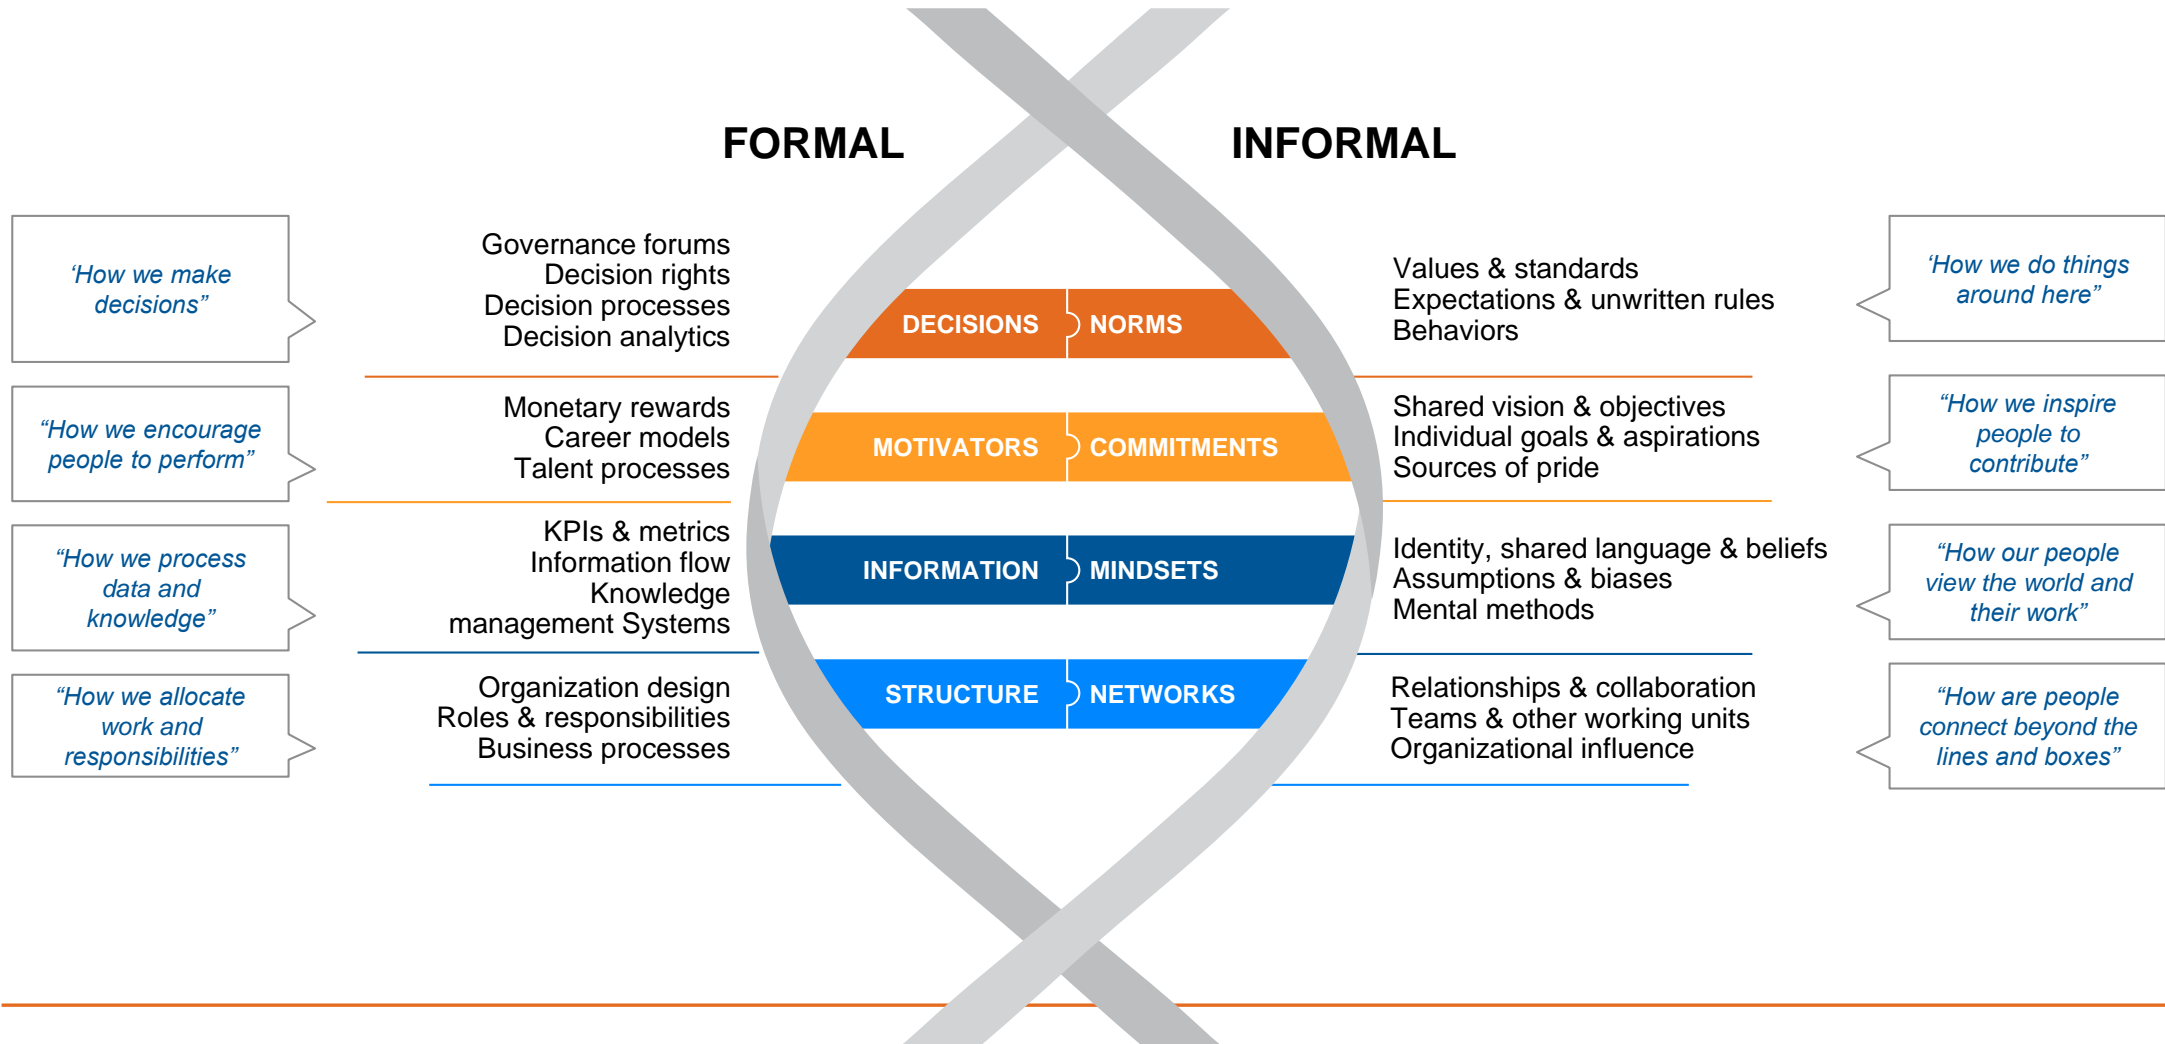 FORMAL
INFORMAL
‘How we make
decisions”
Governance forums
Decision rights
Decision processes
Decision analytics
DECISIONS
NORMS
Values & standards
Expectations & unwritten rules
Behaviors
‘How we do things
around here”
“How we encourage
people to perform”
Monetary rewards
Career models
Talent processes
MOTIVATORS
COMMITMENTS
Shared vision & objectives
Individual goals & aspirations
Sources of pride
“How we inspire
people to
contribute”
“How we process
data and
knowledge”
KPIs & metrics
Information flow
Knowledge
management Systems
INFORMATION
MINDSETS
Identity, shared language & beliefs
Assumptions & biases
Mental methods
“How our people
view the world and
their work”
“How we allocate
work and
responsibilities”
Organization design
Roles & responsibilities
Business processes
STRUCTURE
NETWORKS
Relationships & collaboration
Teams & other working units
Organizational influence
“How are people
connect beyond the
lines and boxes”